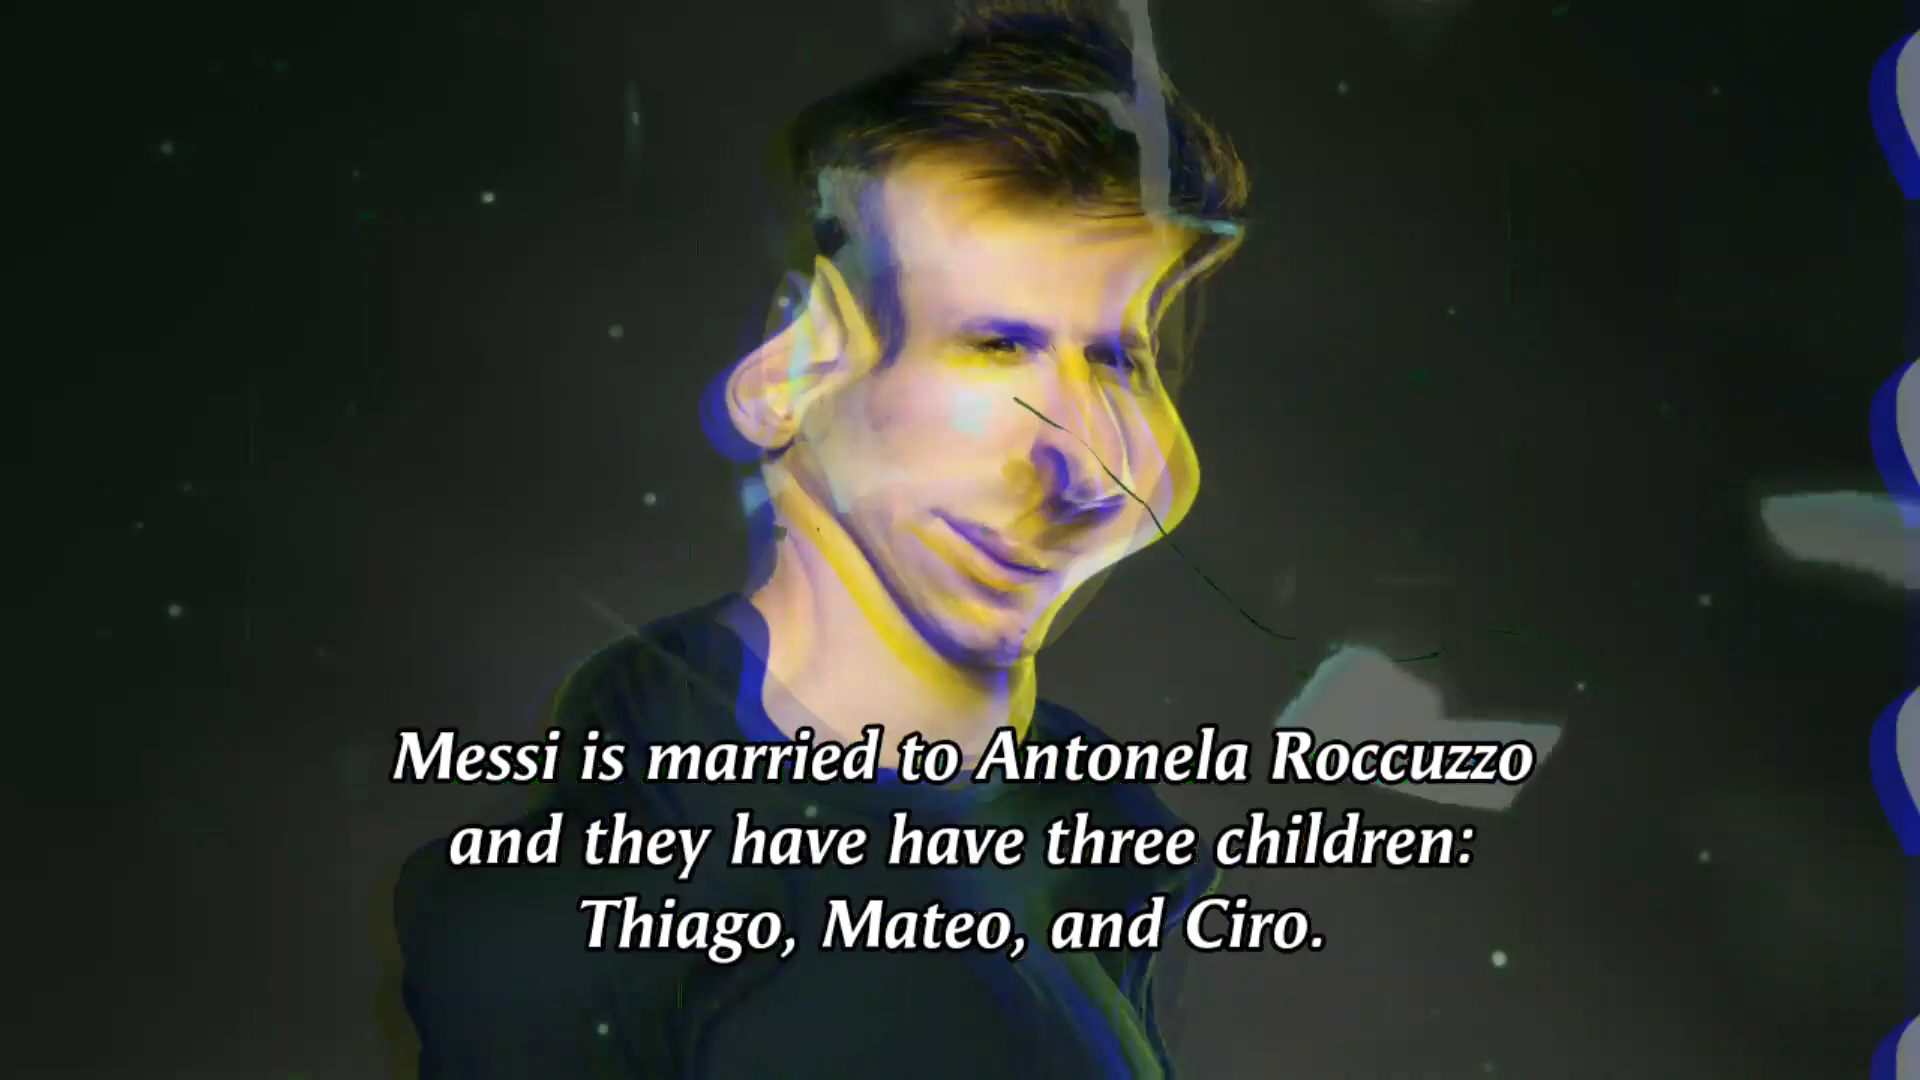 Messi is married to Antonela Roccuzzo
and they have have three children:
Thiago, Mateo, and Ciro.